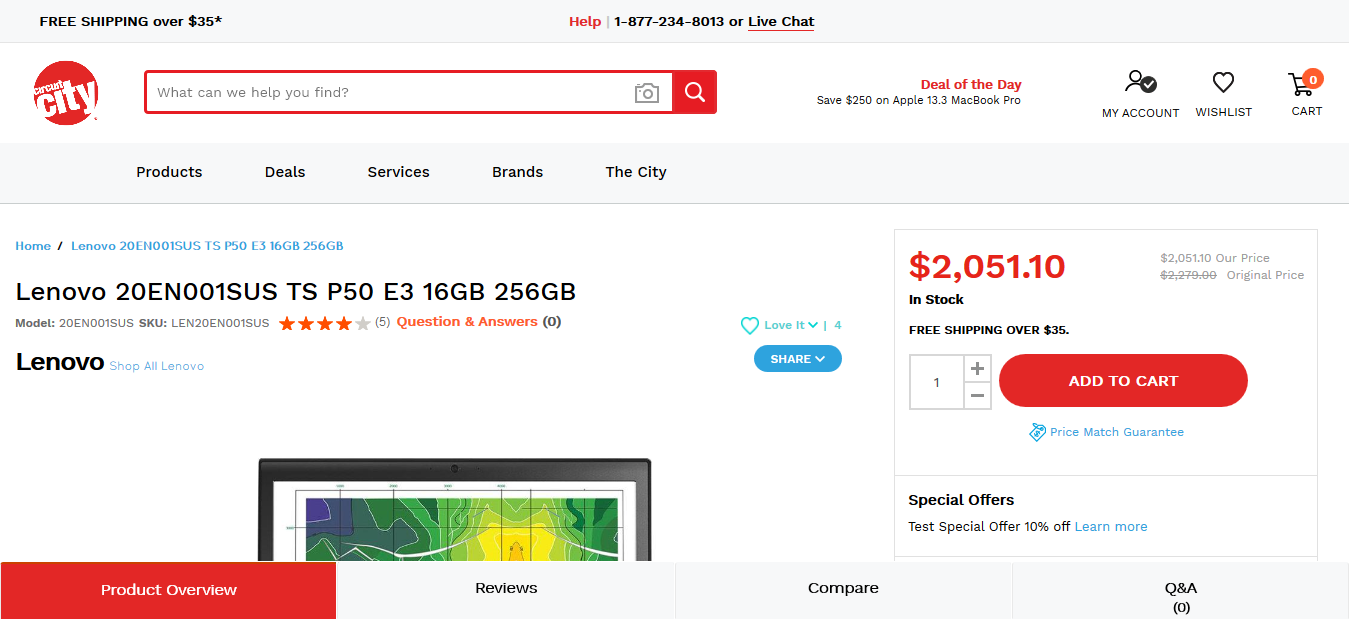 FREE SHIPPING over $35*
Help | 1-877-234-8013 or Live Chat
circuit city
What can we help you find?
Deal of the Day
Save $250 on Apple 13.3 MacBook Pro
MY ACCOUNT
WISHLIST
0
CART
Products Deals Services Brands The City
Home / Lenovo 20EN001SUS TS P50 E3 16GB 256GB
Lenovo 20EN001SUS TS P50 E3 16GB 256GB
Model: 20EN001SUS SKU: LEN20EN001SUS (5) Question & Answers (0)
Love It | 4
Lenovo Shop All Lenovo
SHARE
$2,051.10
$2,051.10 Our Price
$2,279.00 Original Price
In Stock
FREE SHIPPING OVER $35.
1 + −
ADD TO CART
Price Match Guarantee
Special Offers
Test Special Offer 10% off Learn more
Product Overview
Reviews
Compare
Q&A
(0)